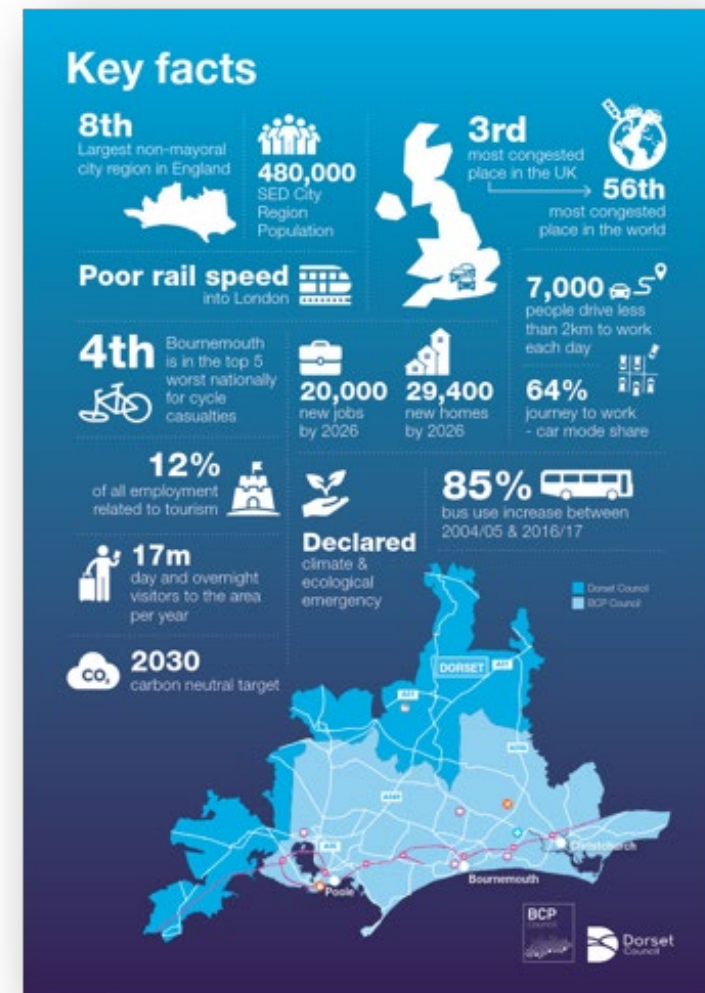 Key facts
8th
Largest non-mayoral
city region in England
480,000
SED City
Region
Population
3rd
most congested
place in the UK
56th
most congested
place in the world
Poor rail speed
into London
7,000
people drive less
than 2km to work
each day
4th
Bournemouth
is in the top 5
worst nationally
for cycle
casualties
20,000
new jobs
by 2026
29,400
new homes
by 2026
64%
journey to work
- car mode share
12%
of all employment
related to tourism
Declared
climate &
ecological
emergency
85%
bus use increase between
2004/05 & 2016/17
17m
day and overnight
visitors to the area
per year
CO₂
2030
carbon neutral target
Dorset Council
BCP Council
DORSET
Christchurch
Bournemouth
Poole
BCP
COUNCIL
Dorset
Council